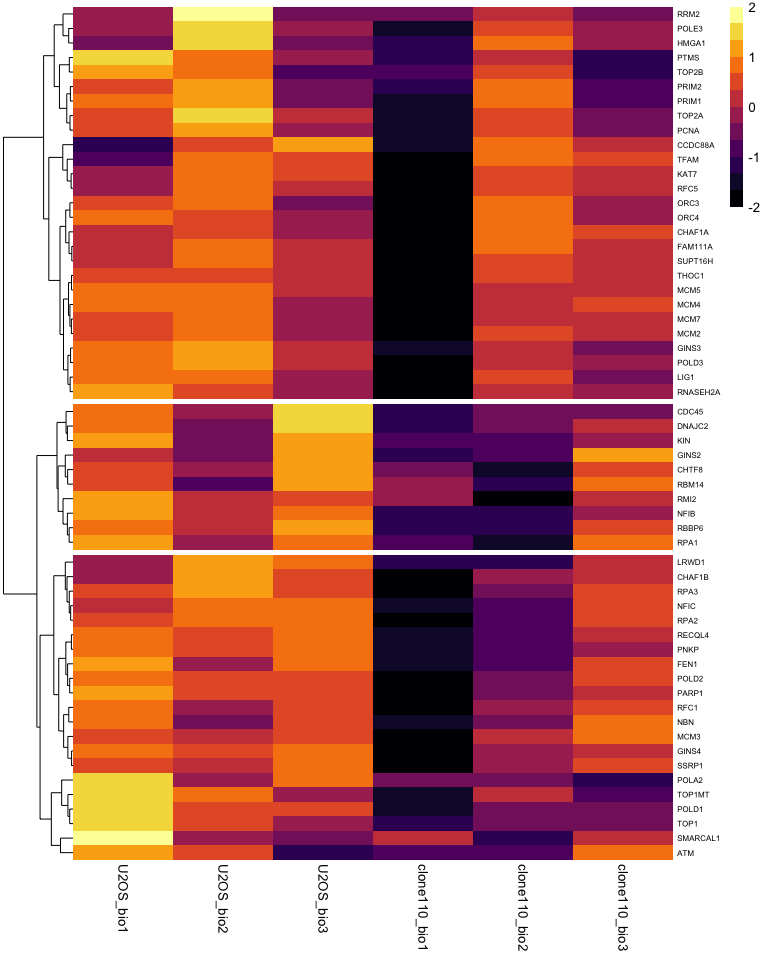 RRM2
POLE3
HMGA1
PTMS
TOP2B
PRIM2
PRIM1
TOP2A
PCNA
CCDC88A
TFAM
KAT7
RFC5
ORC3
ORC4
CHAF1A
FAM111A
SUPT16H
THOC1
MCM5
MCM4
MCM7
MCM2
GINS3
POLD3
LIG1
RNASEH2A
CDC45
DNAJC2
KIN
GINS2
CHTF8
RBM14
RMI2
NFIB
RBBP6
RPA1
LRWD1
CHAF1B
RPA3
NFIC
RPA2
RECQL4
PNKP
FEN1
POLD2
PARP1
RFC1
NBN
MCM3
GINS4
SSRP1
POLA2
TOP1MT
POLD1
TOP1
SMARCAL1
ATM
2
1
0
-1
-2
U2OS_bio1
U2OS_bio2
U2OS_bio3
clone110_bio1
clone110_bio2
clone110_bio3